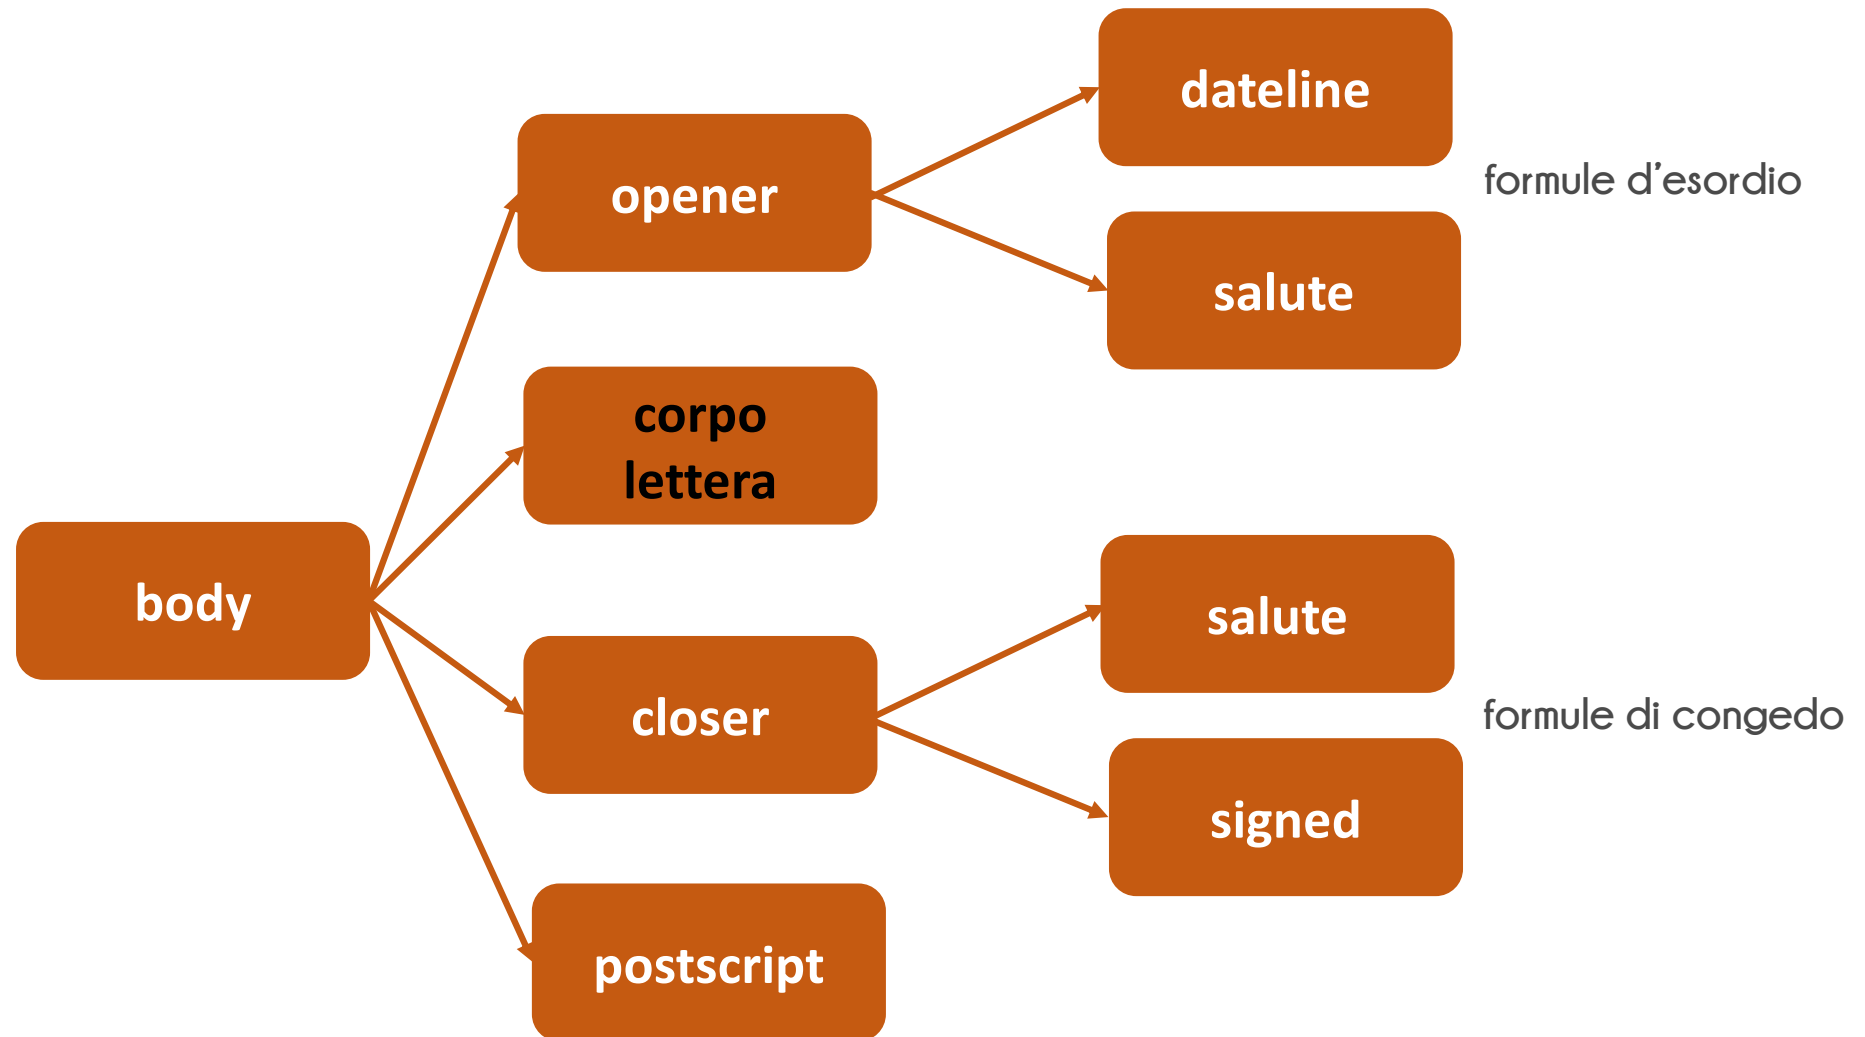 dateline
formule d’esordio
opener
salute
corpo
lettera
body
salute
closer
formule di congedo
signed
postscript